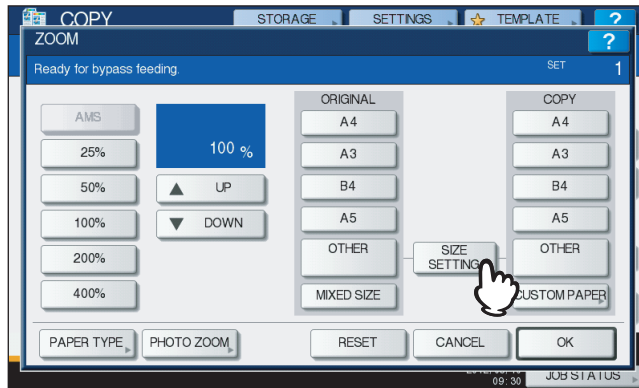 COPY
STORAGE SETTINGS TEMPLATE ?
ZOOM ?
Ready for bypass feeding. SET 1
ORIGINAL COPY
AMS A4 A4
25% 100 % A3 A3
50% UP B4 B4
100% DOWN A5 A5
200% OTHER SIZE OTHER
SETTING
400% MIXED SIZE CUSTOM PAPER
PAPER TYPE PHOTO ZOOM RESET CANCEL OK
09:30 JOB STATUS